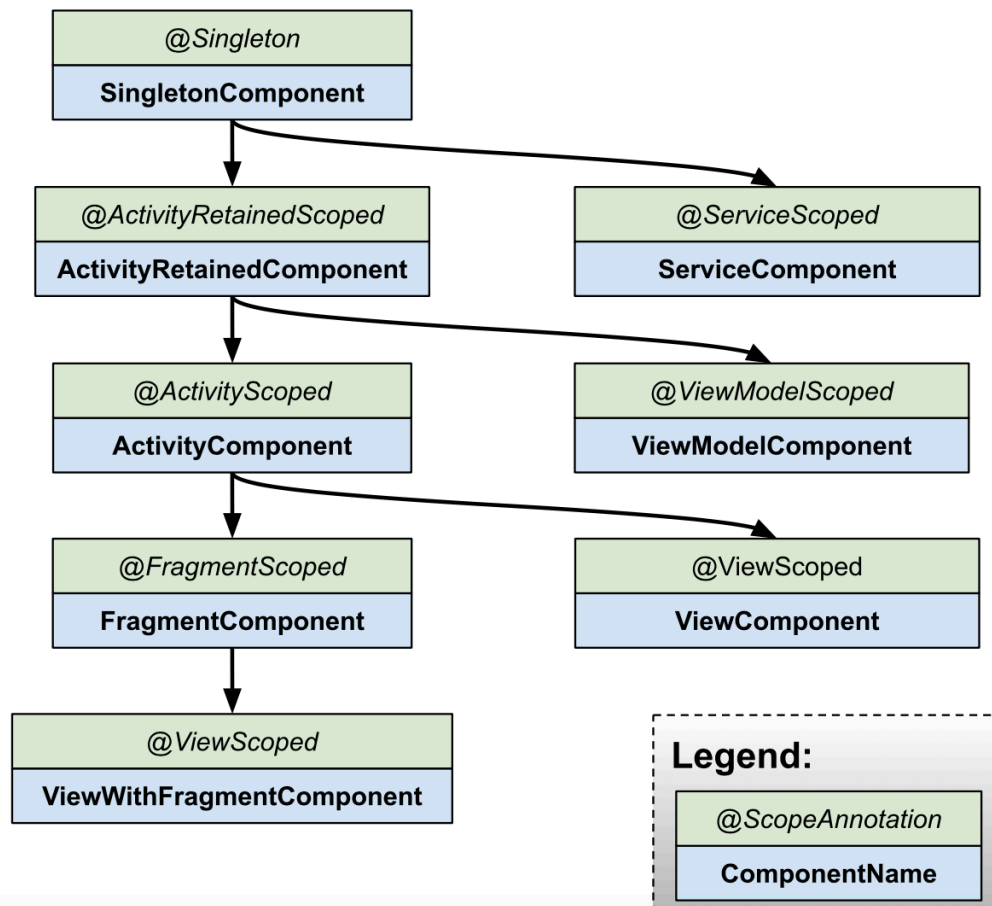 @Singleton
SingletonComponent
@ActivityRetainedScoped
ActivityRetainedComponent
@ServiceScoped
ServiceComponent
@ActivityScoped
ActivityComponent
@ViewModelScoped
ViewModelComponent
@FragmentScoped
FragmentComponent
@ViewScoped
ViewComponent
@ViewScoped
ViewWithFragmentComponent
Legend:
@ScopeAnnotation
ComponentName